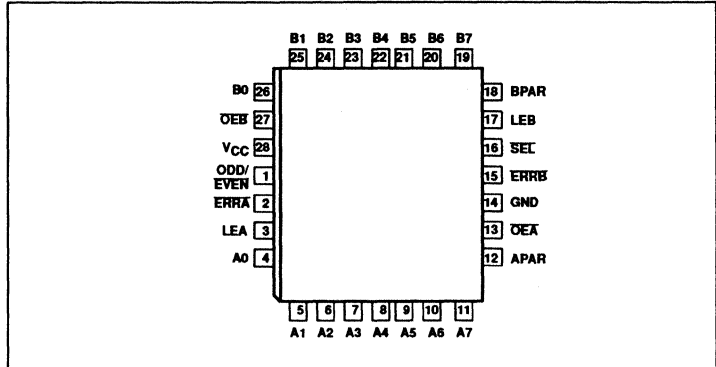 B1 B2 B3 B4 B5 B6 B7
25 24 23 22 21 20 19
B0 26 18 BPAR
OEB 27 17 LEB
VCC 28 16 SEL
ODD/
EVEN 1 15 ERRB
ERRA 2 14 GND
LEA 3 13 OEA
A0 4 12 APAR
5 6 7 8 9 10 11
A1 A2 A3 A4 A5 A6 A7